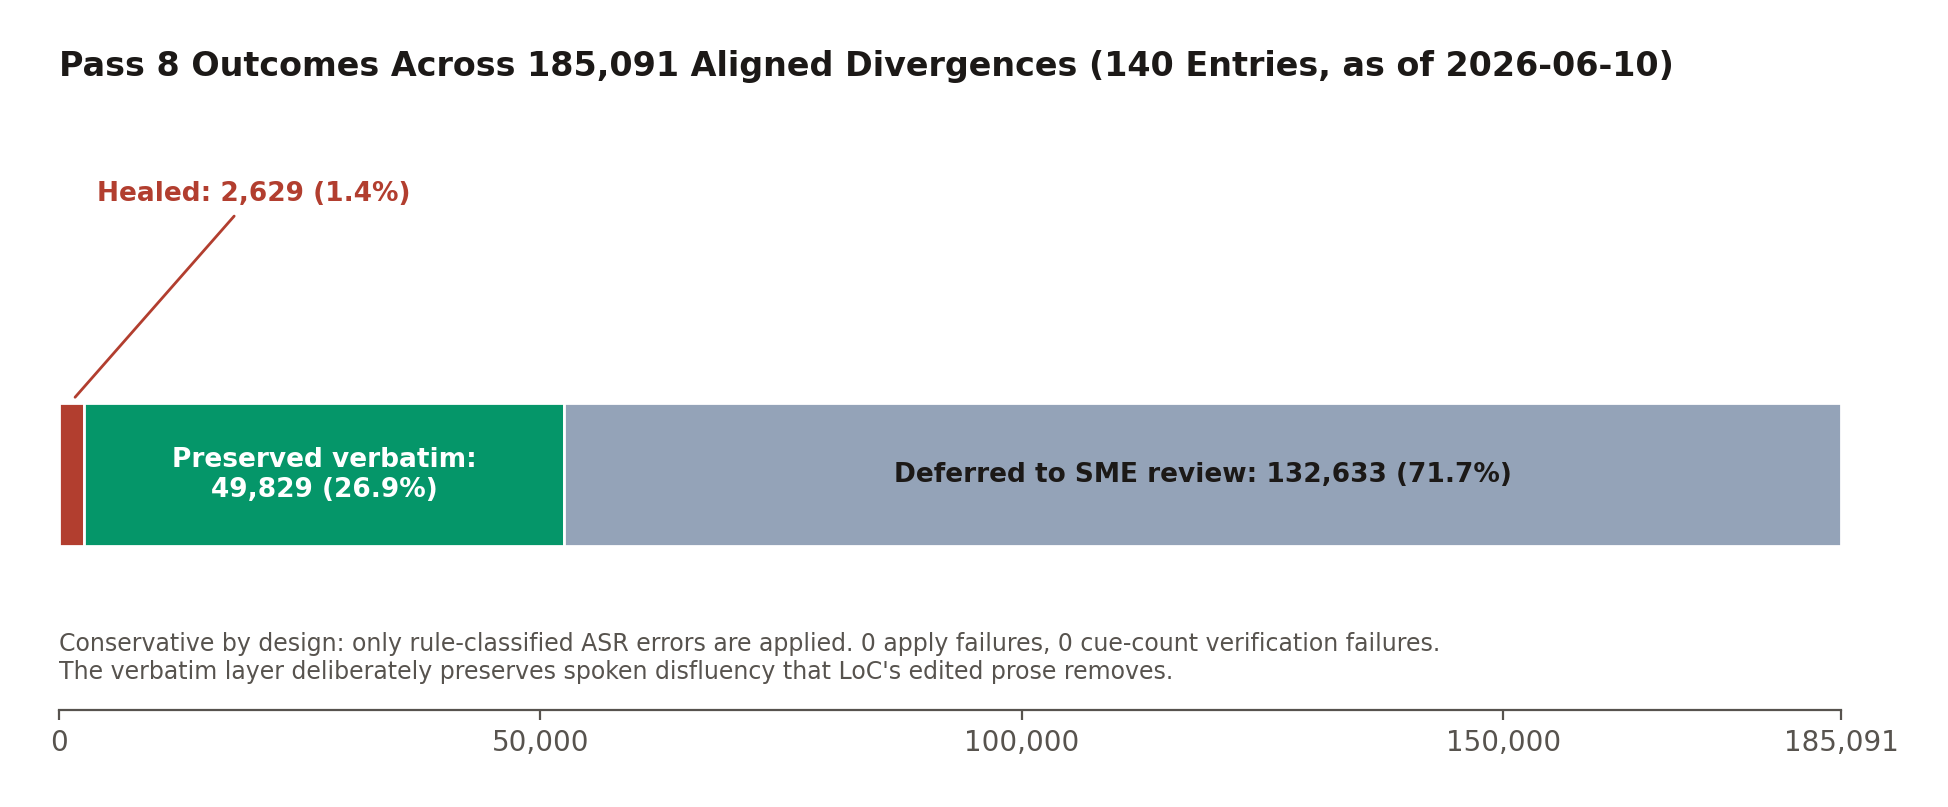 Pass 8 Outcomes Across 185,091 Aligned Divergences (140 Entries, as of 2026-06-10)
Healed: 2,629 (1.4%)
Preserved verbatim:
49,829 (26.9%)
Deferred to SME review: 132,633 (71.7%)
Conservative by design: only rule-classified ASR errors are applied. 0 apply failures, 0 cue-count verification failures.
The verbatim layer deliberately preserves spoken disfluency that LoC's edited prose removes.
0 50,000 100,000 150,000 185,091